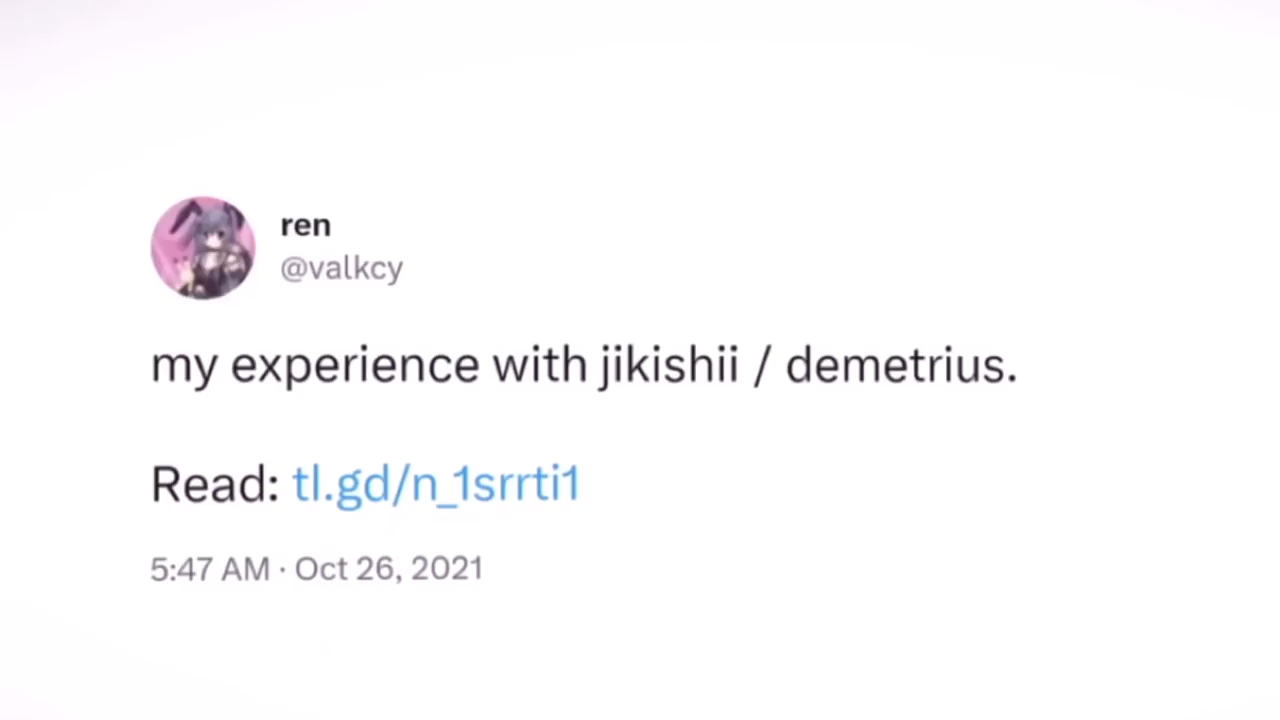 ren
@valkcy
my experience with jikishii / demetrius.
Read: tl.gd/n_1srrti1
5:47 AM · Oct 26, 2021